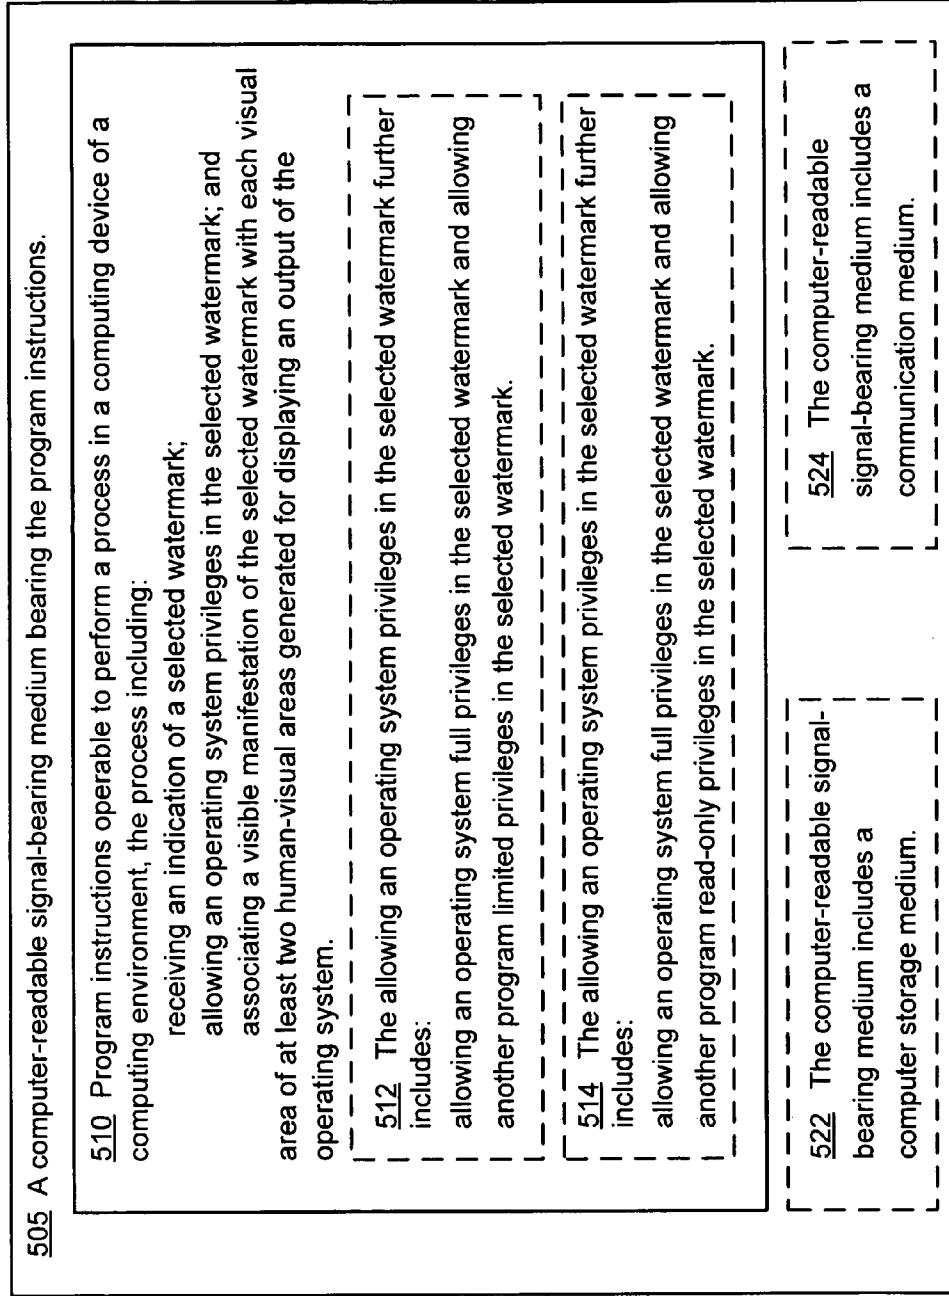 505 A computer-readable signal-bearing medium bearing the program instructions.
510 Program instructions operable to perform a process in a computing device of a
computing environment, the process including:
receiving an indication of a selected watermark;
allowing an operating system privileges in the selected watermark; and
associating a visible manifestation of the selected watermark with each visual
area of at least two human-visual areas generated for displaying an output of the
operating system.
512 The allowing an operating system privileges in the selected watermark further
includes:
allowing an operating system full privileges in the selected watermark and allowing
another program limited privileges in the selected watermark.
514 The allowing an operating system privileges in the selected watermark further
includes:
allowing an operating system full privileges in the selected watermark and allowing
another program read-only privileges in the selected watermark.
522 The computer-readable signal-
bearing medium includes a
computer storage medium.
524 The computer-readable
signal-bearing medium includes a
communication medium.